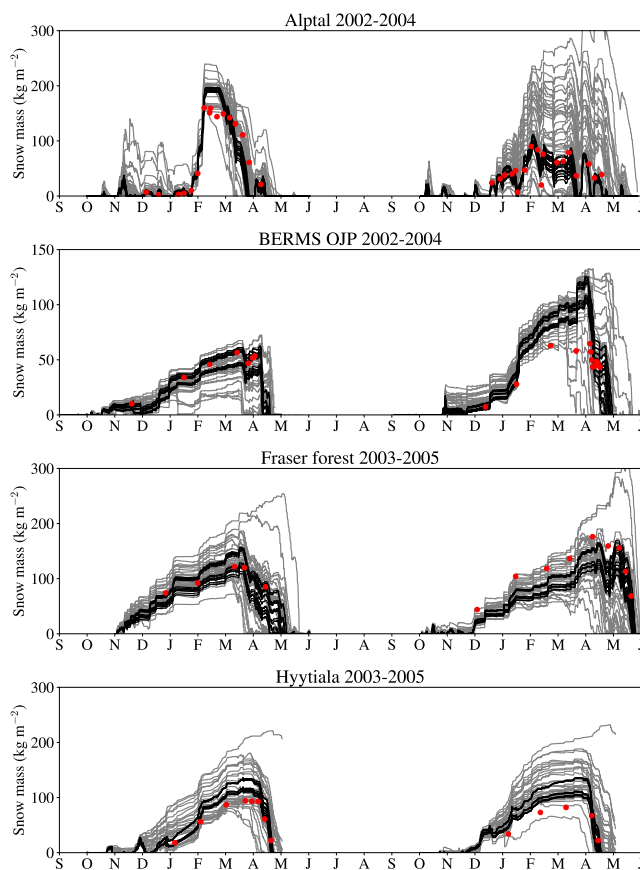 Alptal 2002-2004
300
200
100
0
Snow mass (kg m−2)
S O N D J F M A M J J A S O N D J F M A M J
BERMS OJP 2002-2004
150
100
50
0
Snow mass (kg m−2)
S O N D J F M A M J J A S O N D J F M A M J
Fraser forest 2003-2005
300
200
100
0
Snow mass (kg m−2)
S O N D J F M A M J J A S O N D J F M A M J
Hyytiala 2003-2005
300
200
100
0
Snow mass (kg m−2)
S O N D J F M A M J J A S O N D J F M A M J